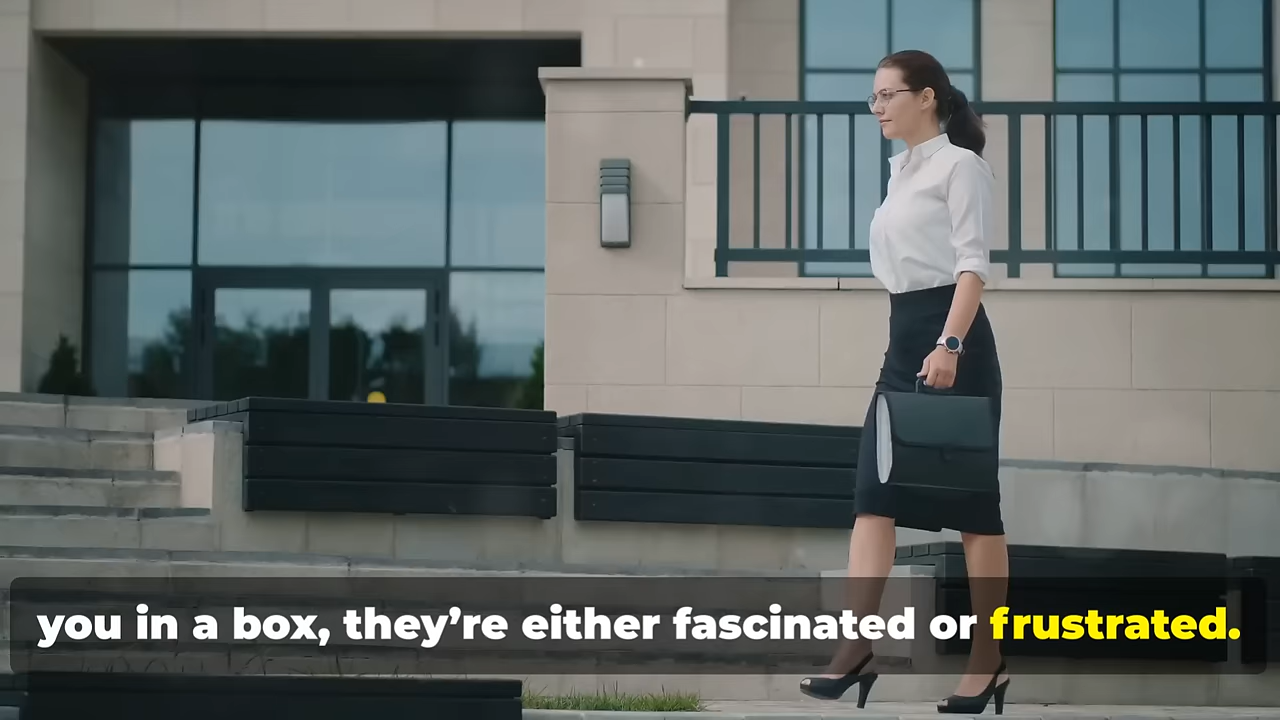 you in a box, they’re either fascinated or frustrated.